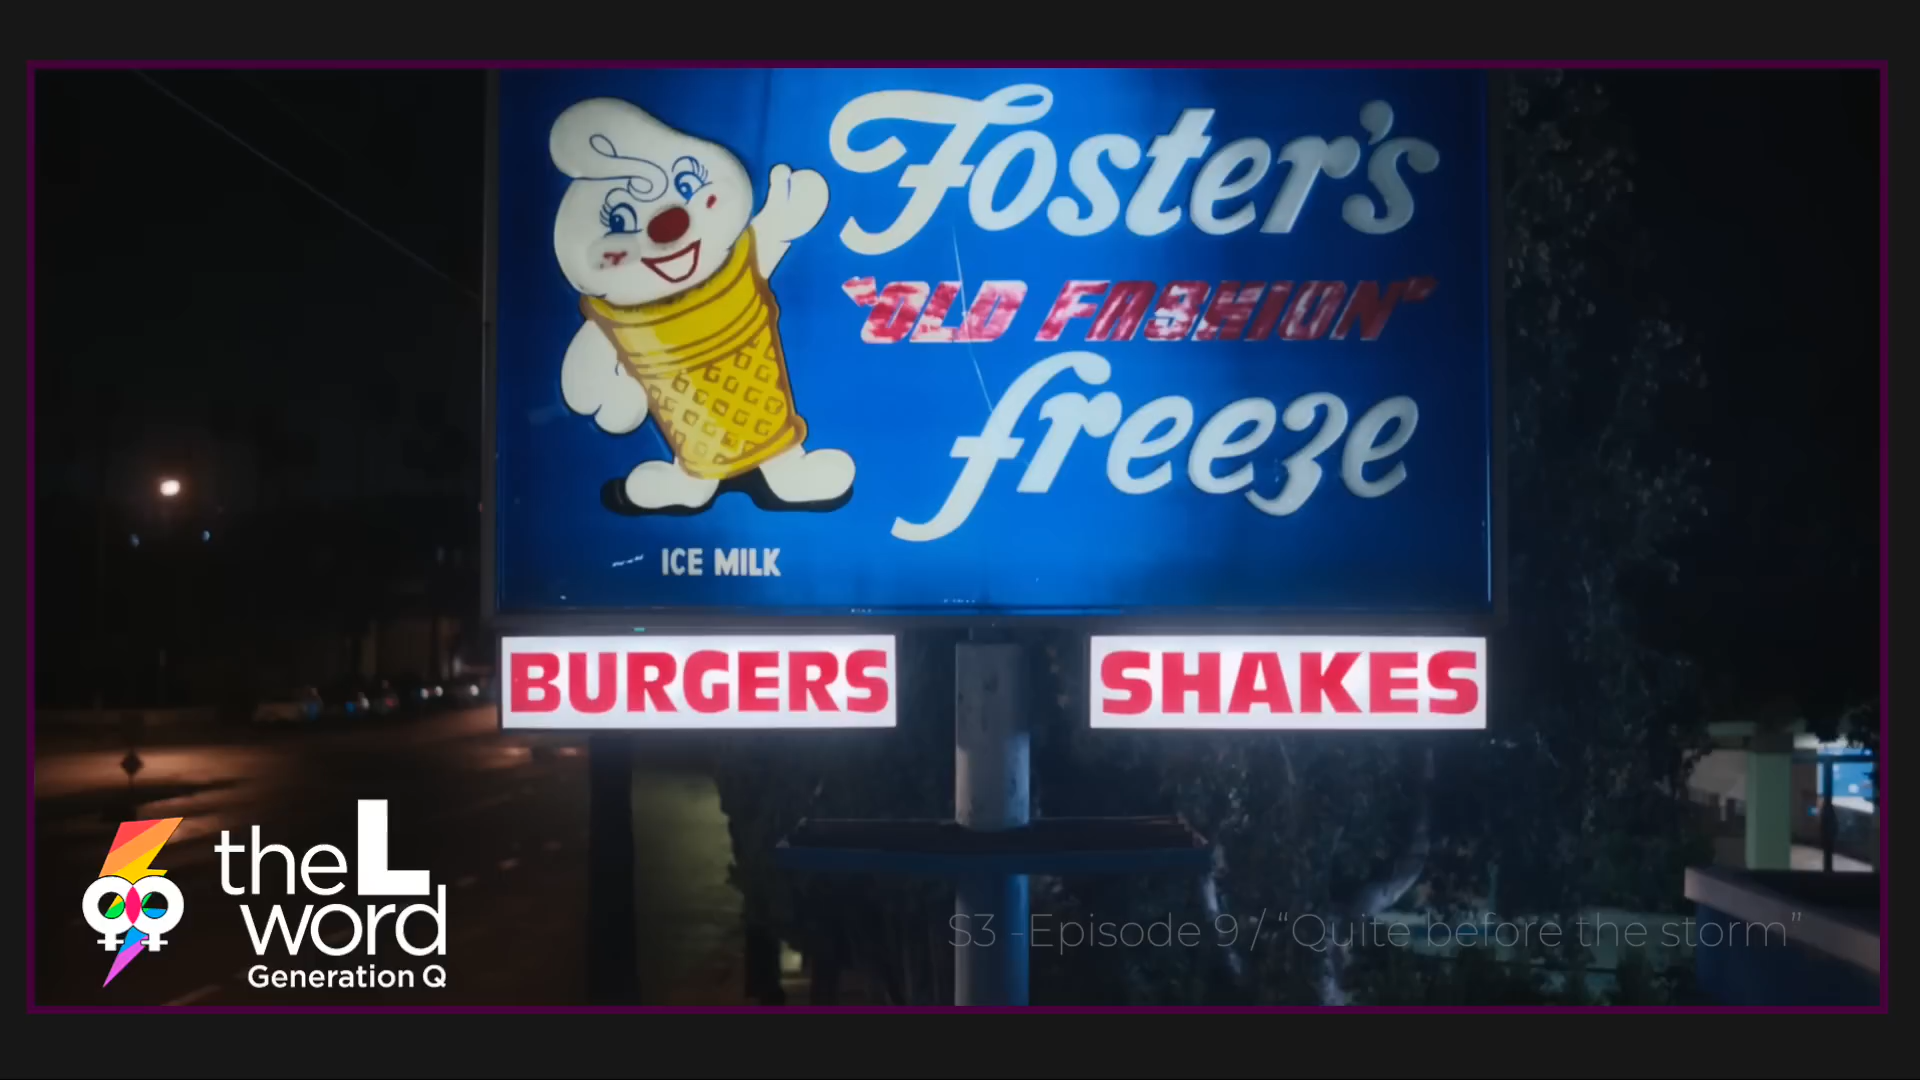 Foster's
"OLD FASHION"
freeze
ICE MILK
BURGERS
SHAKES
the L
word
Generation Q
S3 -Episode 9 / “Quite before the storm”